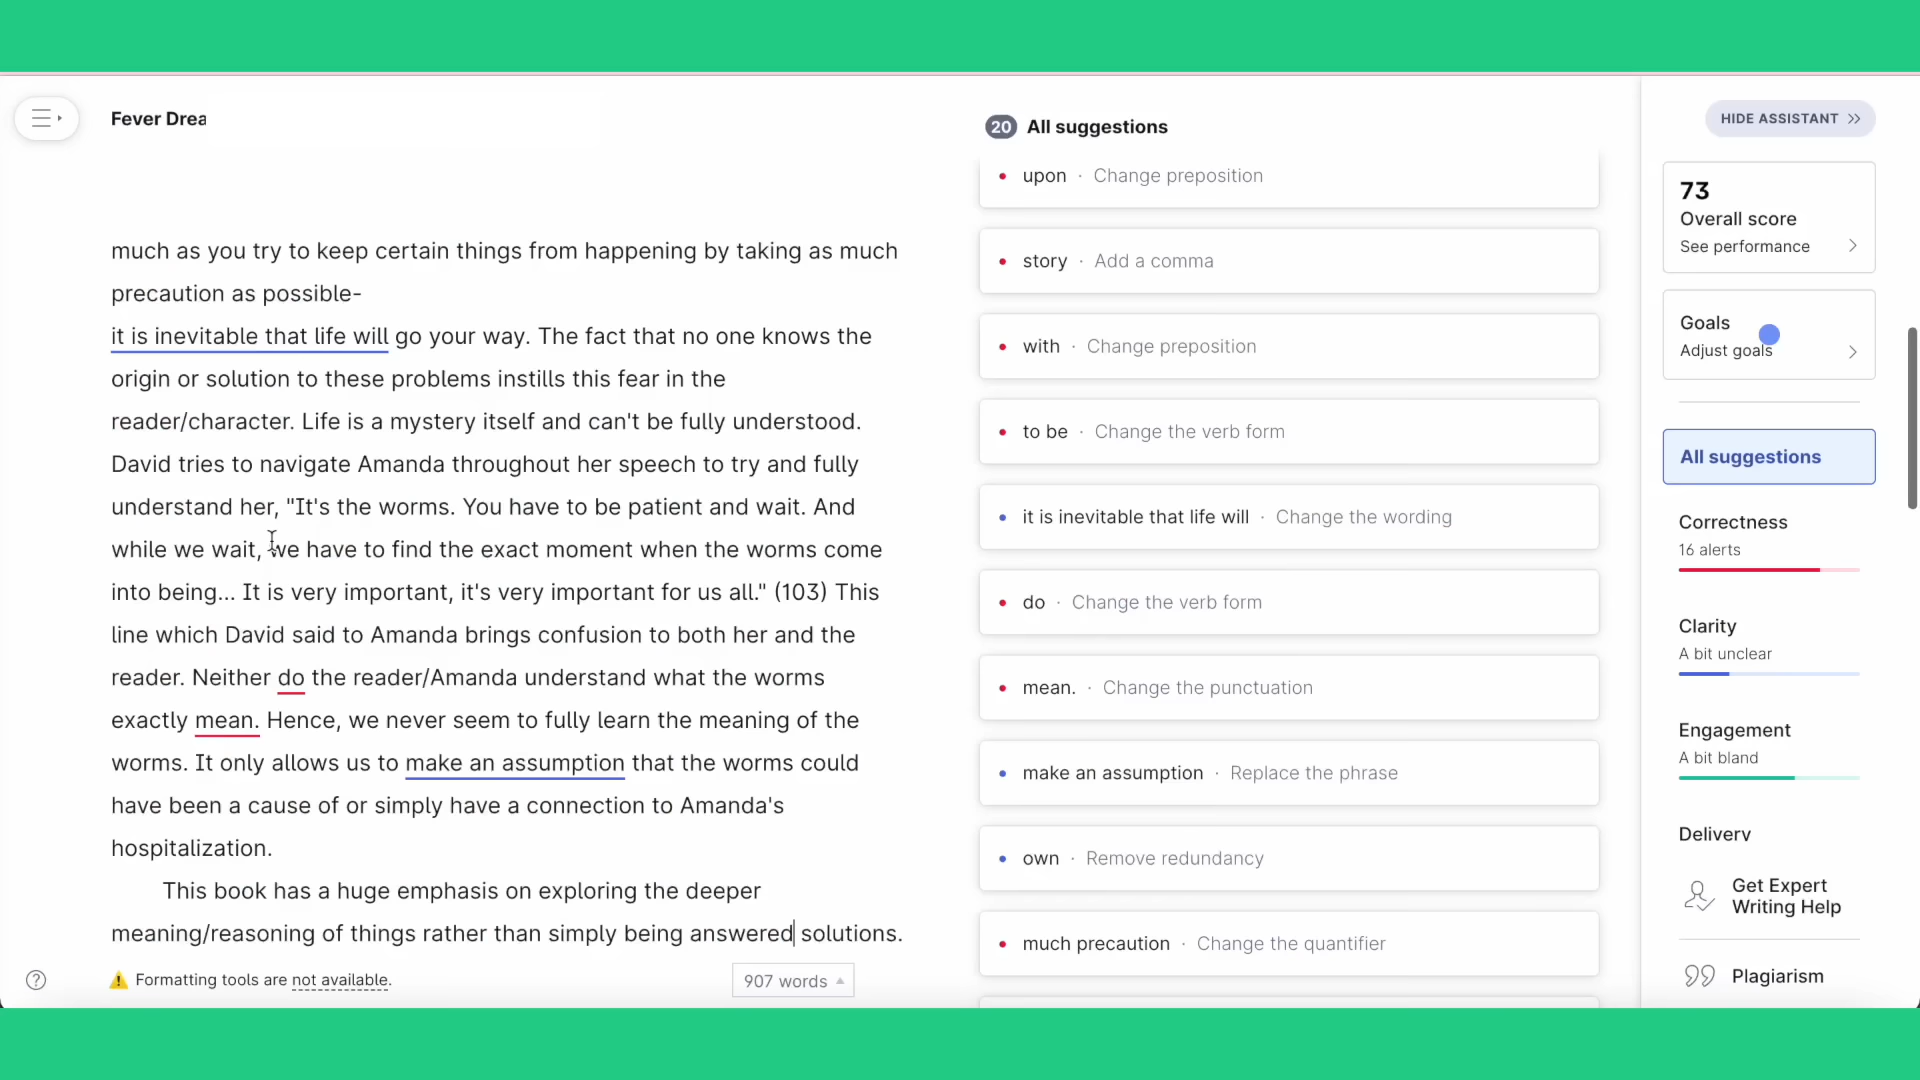 Fever Drea
much as you try to keep certain things from happening by taking as much
precaution as possible-
it is inevitable that life will go your way. The fact that no one knows the
origin or solution to these problems instills this fear in the
reader/character. Life is a mystery itself and can't be fully understood.
David tries to navigate Amanda throughout her speech to try and fully
understand her, "It's the worms. You have to be patient and wait. And
while we wait, we have to find the exact moment when the worms come
into being... It is very important, it's very important for us all." (103) This
line which David said to Amanda brings confusion to both her and the
reader. Neither do the reader/Amanda understand what the worms
exactly mean. Hence, we never seem to fully learn the meaning of the
worms. It only allows us to make an assumption that the worms could
have been a cause of or simply have a connection to Amanda's
hospitalization.
This book has a huge emphasis on exploring the deeper
meaning/reasoning of things rather than simply being answered solutions.
Formatting tools are not available.
907 words
20 All suggestions
upon · Change preposition
story · Add a comma
with · Change preposition
to be · Change the verb form
it is inevitable that life will · Change the wording
do · Change the verb form
mean. · Change the punctuation
make an assumption · Replace the phrase
own · Remove redundancy
much precaution · Change the quantifier
HIDE ASSISTANT
73
Overall score
See performance
Goals
Adjust goals
All suggestions
Correctness
16 alerts
Clarity
A bit unclear
Engagement
A bit bland
Delivery
Get Expert
Writing Help
Plagiarism